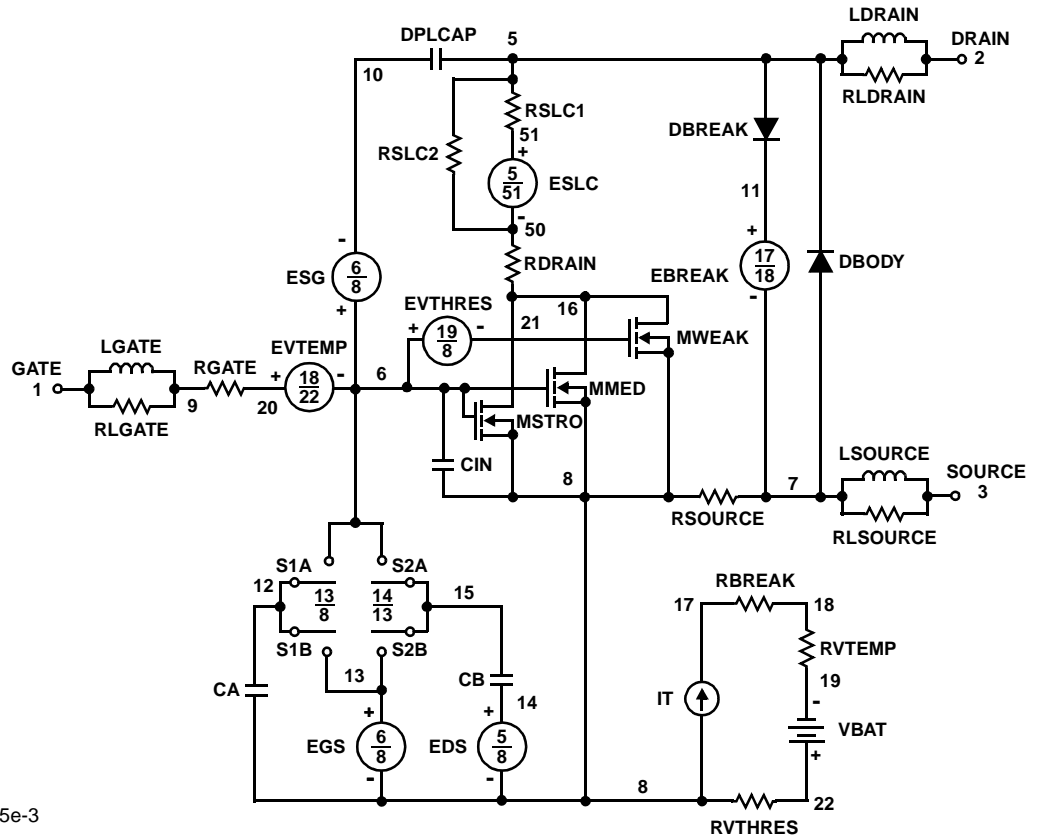 LDRAIN
DPLCAP 5 DRAIN
10 2
RLDRAIN
RSLC1
DBREAK
51
+
RSLC2
5
51
ESLC
11
-
50
-
+
RDRAIN
17
18
6
8
ESG
EBREAK
DBODY
EVTHRES
16
-
+
+ 19
8
- 21
MWEAK
LGATE
EVTEMP
GATE
1
RGATE
+ 18
22
-
6
MMED
9
20
MSTRO
RLGATE
LSOURCE
CIN
8
7
SOURCE
3
RSOURCE
RLSOURCE
S1A
S2A
12
13
8
14
13
15
RBREAK
17
18
S1B
S2B
RVTEMP
13
CB
19
CA
14
IT
-
+
+
VBAT
EGS
6
8
EDS
5
8
+
-
-
8
22
5e-3
RVTHRES